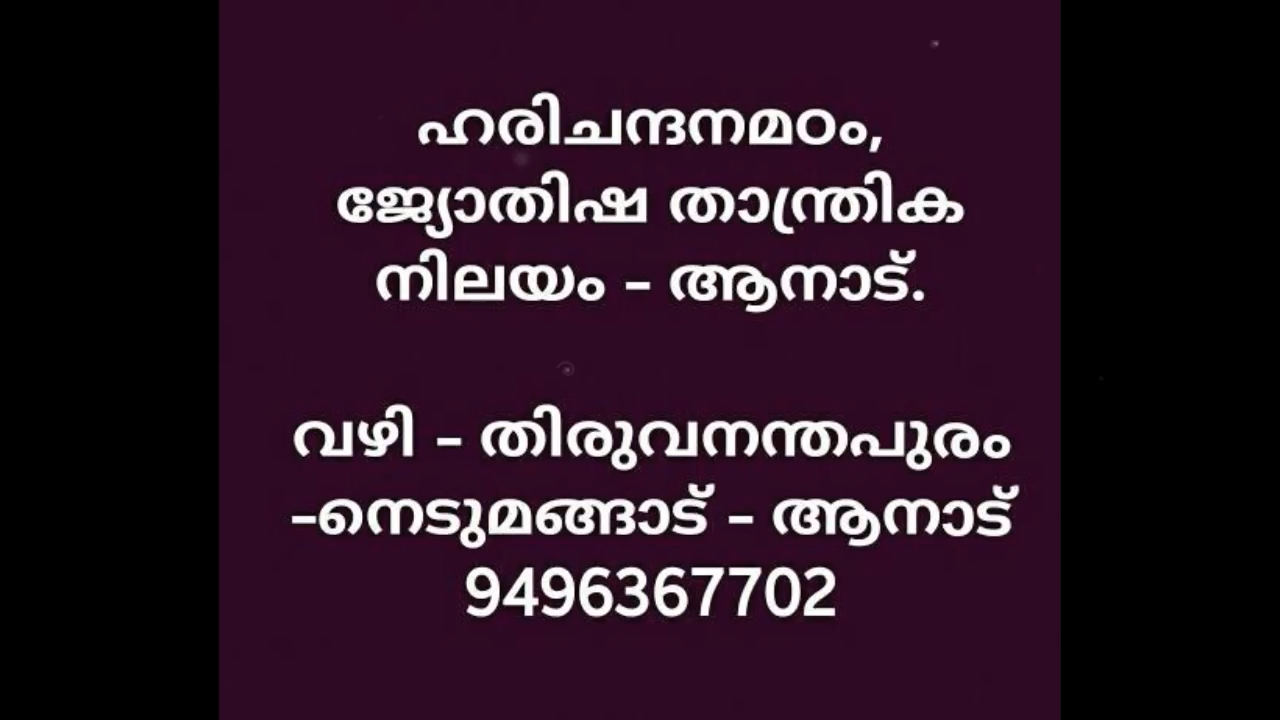 ഹരിചന്ദനമഠം,
ജ്യോതിഷ താന്ത്രിക
നിലയം - ആനാട്.
വഴി - തിരുവനന്തപുരം
-നെടുമങ്ങാട് - ആനാട്
9496367702